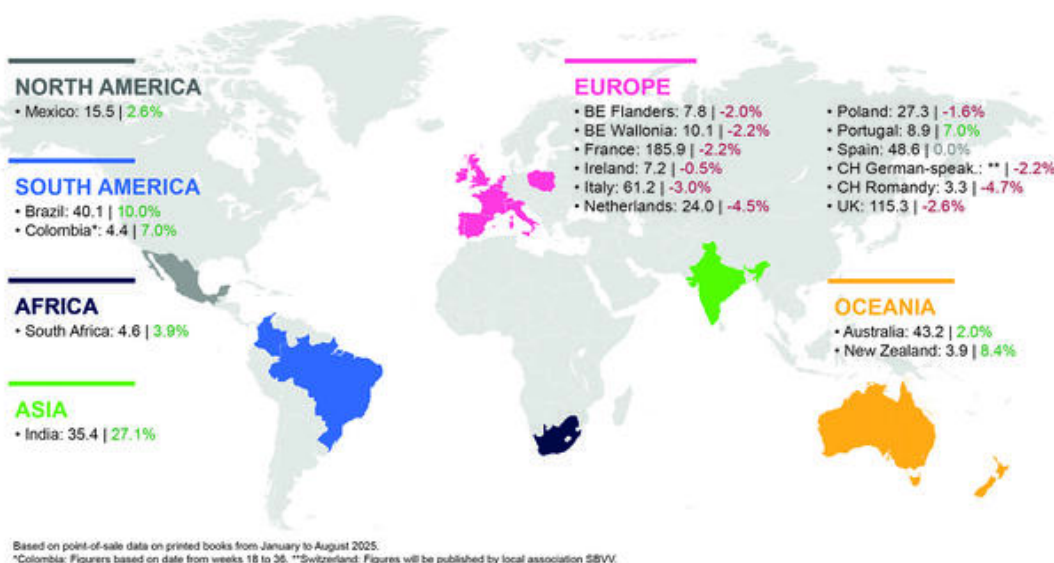 NORTH AMERICA
• Mexico: 15.5 | 2.6%
SOUTH AMERICA
• Brazil: 40.1 | 10.0%
• Colombia*: 4.4 | 7.0%
AFRICA
• South Africa: 4.6 | 3.9%
ASIA
• India: 35.4 | 27.1%
EUROPE
• BE Flanders: 7.8 | -2.0%
• BE Wallonia: 10.1 | -2.2%
• France: 185.9 | -2.2%
• Ireland: 7.2 | -0.5%
• Italy: 61.2 | -3.0%
• Netherlands: 24.0 | -4.5%
• Poland: 27.3 | -1.6%
• Portugal: 8.9 | 7.0%
• Spain: 48.6 | 0.0%
• CH German-speak.: ** | -2.2%
• CH Romandy: 3.3 | -4.7%
• UK: 115.3 | -2.6%
OCEANIA
• Australia: 43.2 | 2.0%
• New Zealand: 3.9 | 8.4%
Based on point-of-sale data on printed books from January to August 2025.
*Colombia: Figurers based on date from weeks 18 to 36. **Switzerland: Figures will be published by local association SBVV.